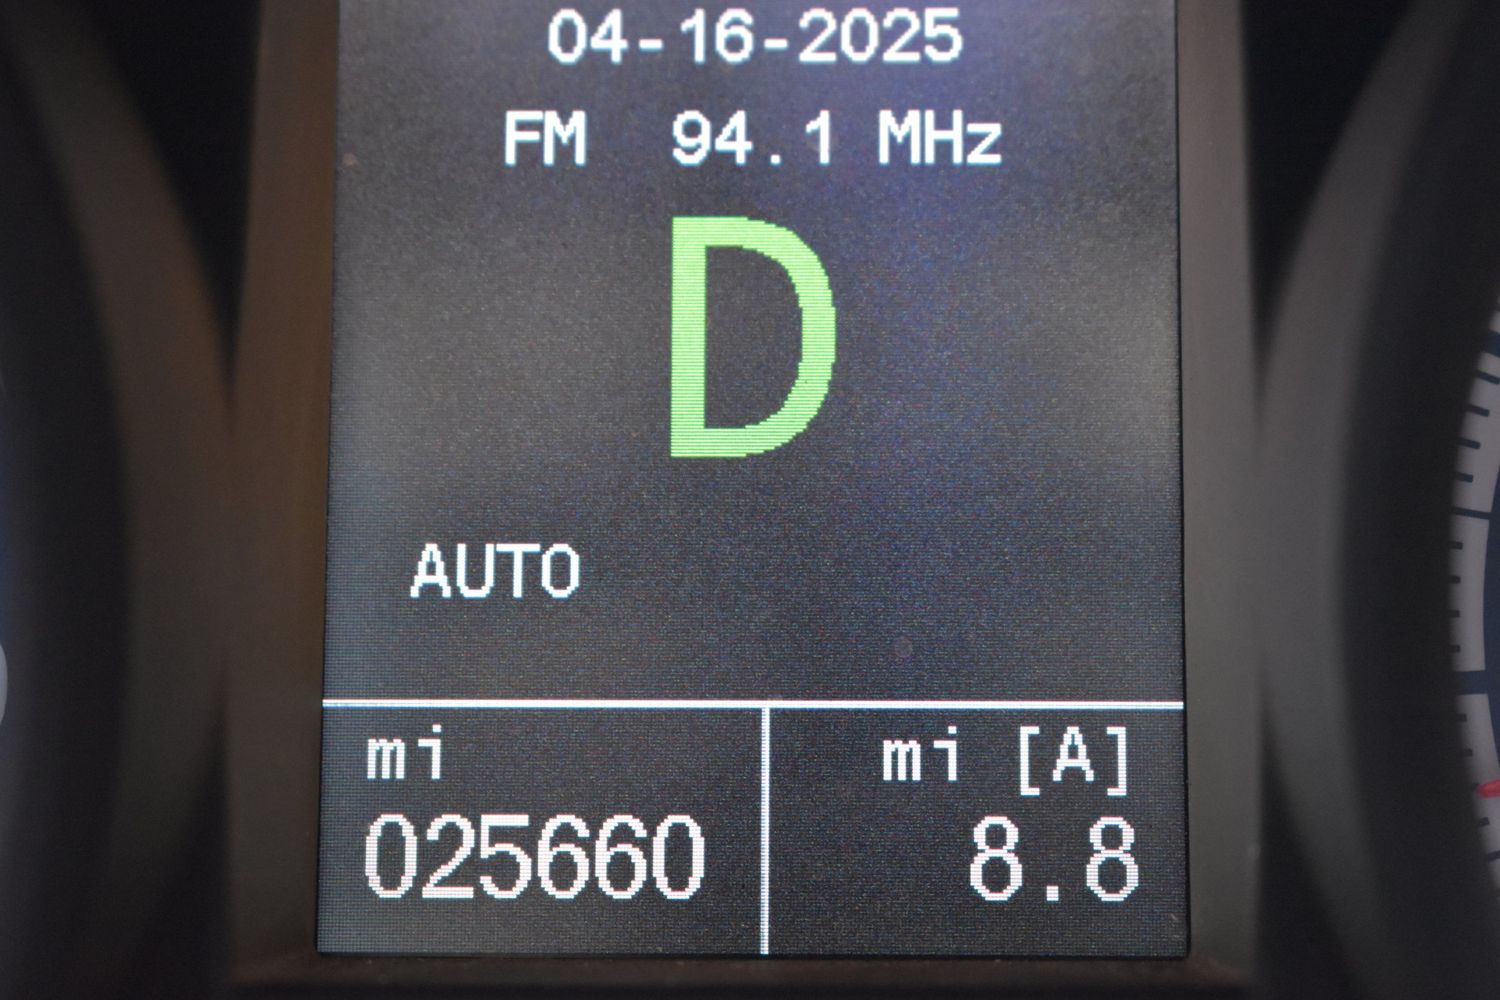 04-16-2025
FM 94.1 MHz
D
AUTO
mi
025660
mi [A]
8.8